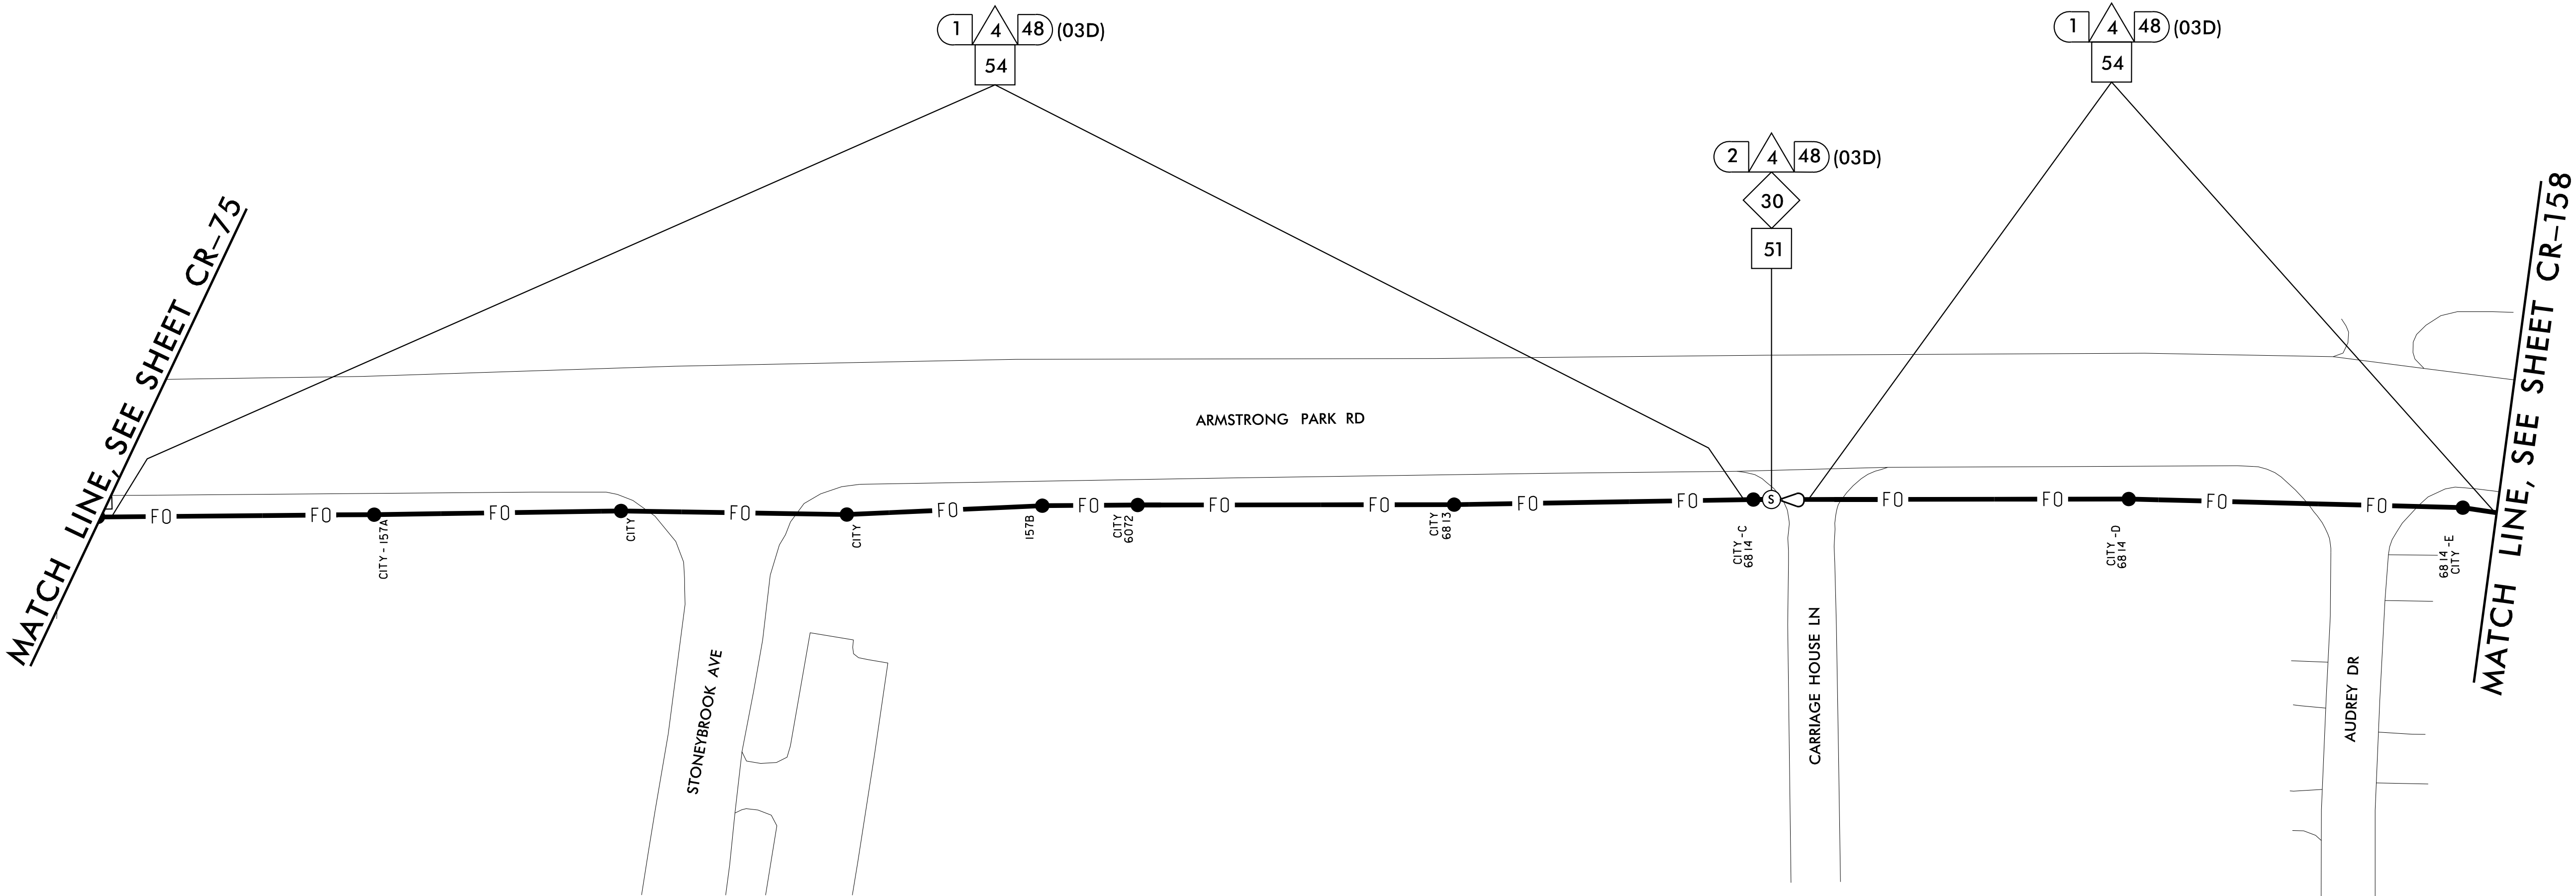 1 4 48 (03D)
54
1 4 48 (03D)
54
2 4 48 (03D)
30
51
MATCH LINE, SEE SHEET CR-75
MATCH LINE, SEE SHEET CR-158
ARMSTRONG PARK RD
FO FO FO FO FO FO FO FO FO FO FO FO FO FO
CITY - 157A
CITY
CITY
157B
CITY
6072
CITY
6813
CITY -C
6814
CITY -D
6814
6814 -E
CITY
STONEYBROOK AVE
CARRIAGE HOUSE LN
AUDREY DR